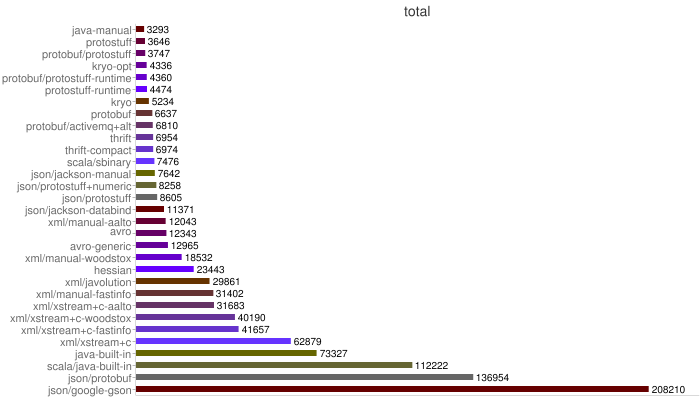 total
java-manual 3293
protostuff 3646
protobuf/protostuff 3747
kryo-opt 4336
protobuf/protostuff-runtime 4360
protostuff-runtime 4474
kryo 5234
protobuf 6637
protobuf/activemq+alt 6810
thrift 6954
thrift-compact 6974
scala/sbinary 7476
json/jackson-manual 7642
json/protostuff+numeric 8258
json/protostuff 8605
json/jackson-databind 11371
xml/manual-aalto 12043
avro 12343
avro-generic 12965
xml/manual-woodstox 18532
hessian 23443
xml/javolution 29861
xml/manual-fastinfo 31402
xml/xstream+c-aalto 31683
xml/xstream+c-woodstox 40190
xml/xstream+c-fastinfo 41657
xml/xstream+c 62879
java-built-in 73327
scala/java-built-in 112222
json/protobuf 136954
json/google-gson 208210